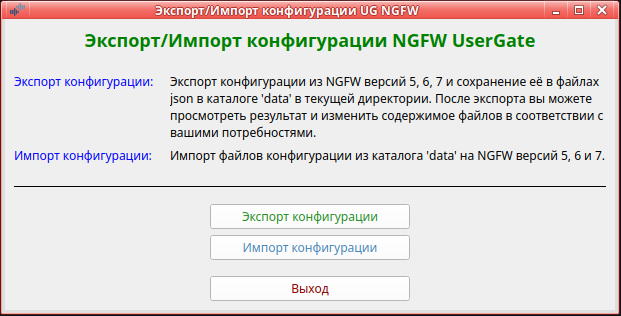 Экспорт/Импорт конфигурации UG NGFW
Экспорт/Импорт конфигурации NGFW UserGate
Экспорт конфигурации: Экспорт конфигурации из NGFW версий 5, 6, 7 и сохранение её в файлах
json в каталоге 'data' в текущей директории. После экспорта вы можете
просмотреть результат и изменить содержимое файлов в соответствии с
вашими потребностями.
Импорт конфигурации: Импорт файлов конфигурации из каталога 'data' на NGFW версий 5, 6 и 7.
Экспорт конфигурации
Импорт конфигурации
Выход